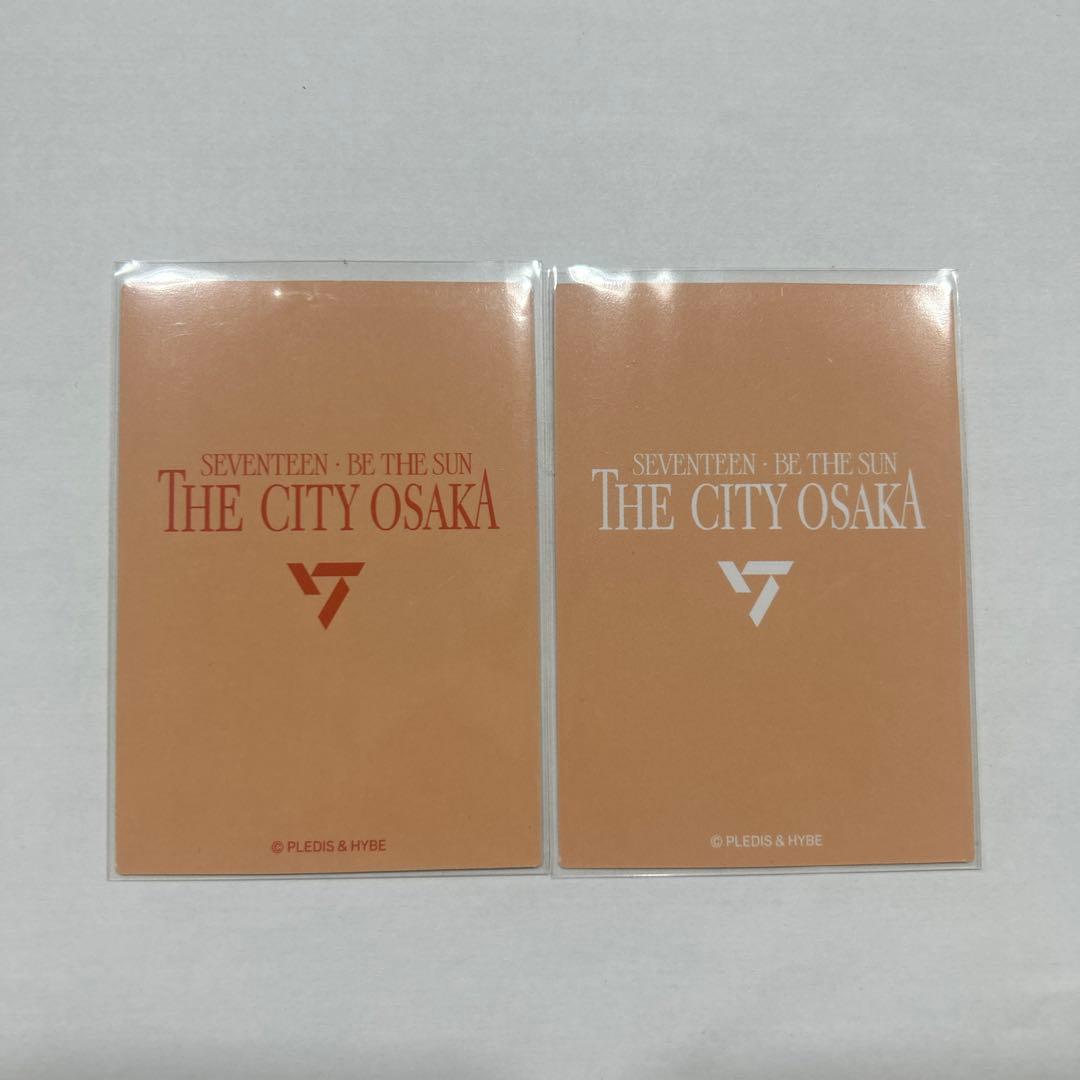 SEVENTEEN · BE THE SUN
THE CITY OSAKA
© PLEDIS & HYBE
SEVENTEEN · BE THE SUN
THE CITY OSAKA
© PLEDIS & HYBE